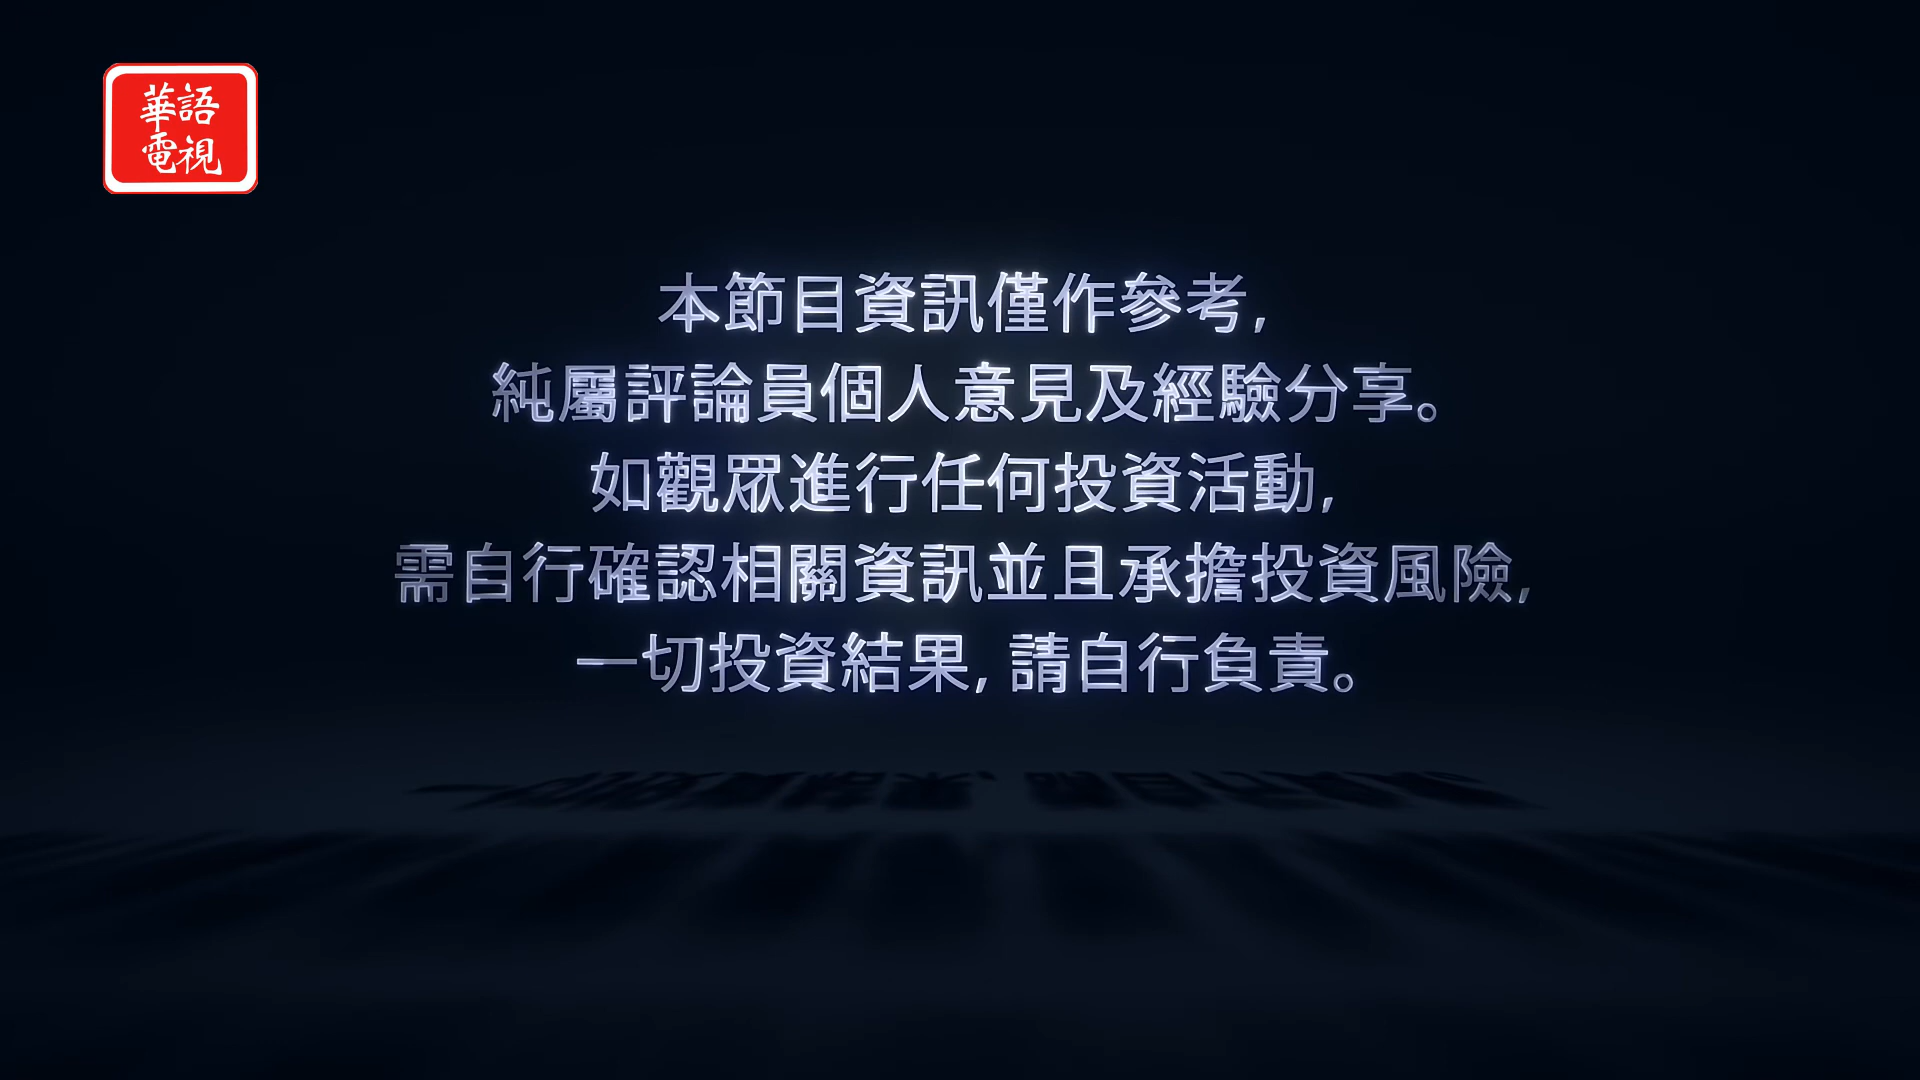 華語
電視
本節目資訊僅作參考,
純屬評論員個人意見及經驗分享。
如觀眾進行任何投資活動,
需自行確認相關資訊並且承擔投資風險,
一切投資結果, 請自行負責。